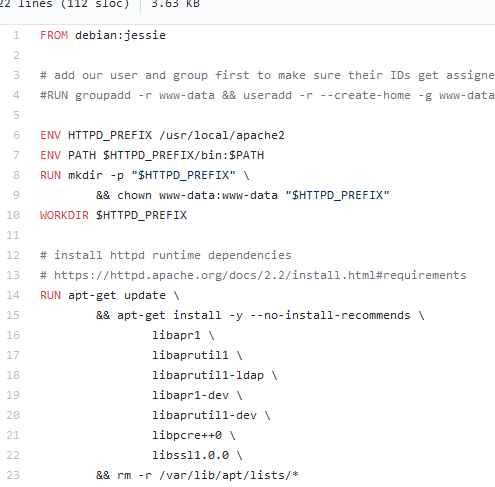 22 lines (112 sloc) 3.63 KB
1 FROM debian:jessie
2
3 # add our user and group first to make sure their IDs get assigne
4 #RUN groupadd -r www-data && useradd -r --create-home -g www-data
5
6 ENV HTTPD_PREFIX /usr/local/apache2
7 ENV PATH $HTTPD_PREFIX/bin:$PATH
8 RUN mkdir -p "$HTTPD_PREFIX" \
9 && chown www-data:www-data "$HTTPD_PREFIX"
10 WORKDIR $HTTPD_PREFIX
11
12 # install httpd runtime dependencies
13 # https://httpd.apache.org/docs/2.2/install.html#requirements
14 RUN apt-get update \
15 && apt-get install -y --no-install-recommends \
16 libapr1 \
17 libaprutil1 \
18 libaprutil1-ldap \
19 libapr1-dev \
20 libaprutil1-dev \
21 libpcre++0 \
22 libssl1.0.0 \
23 && rm -r /var/lib/apt/lists/*